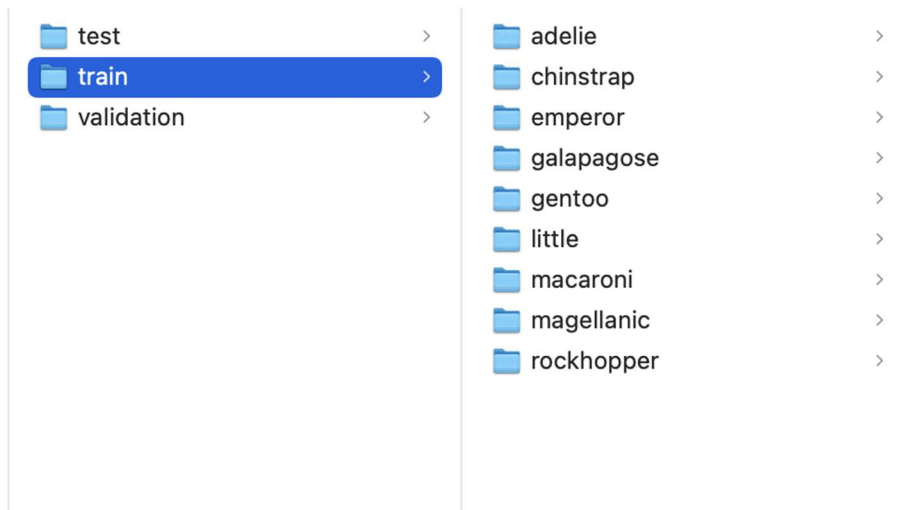 test
train
validation
adelie
chinstrap
emperor
galapagose
gentoo
little
macaroni
magellanic
rockhopper